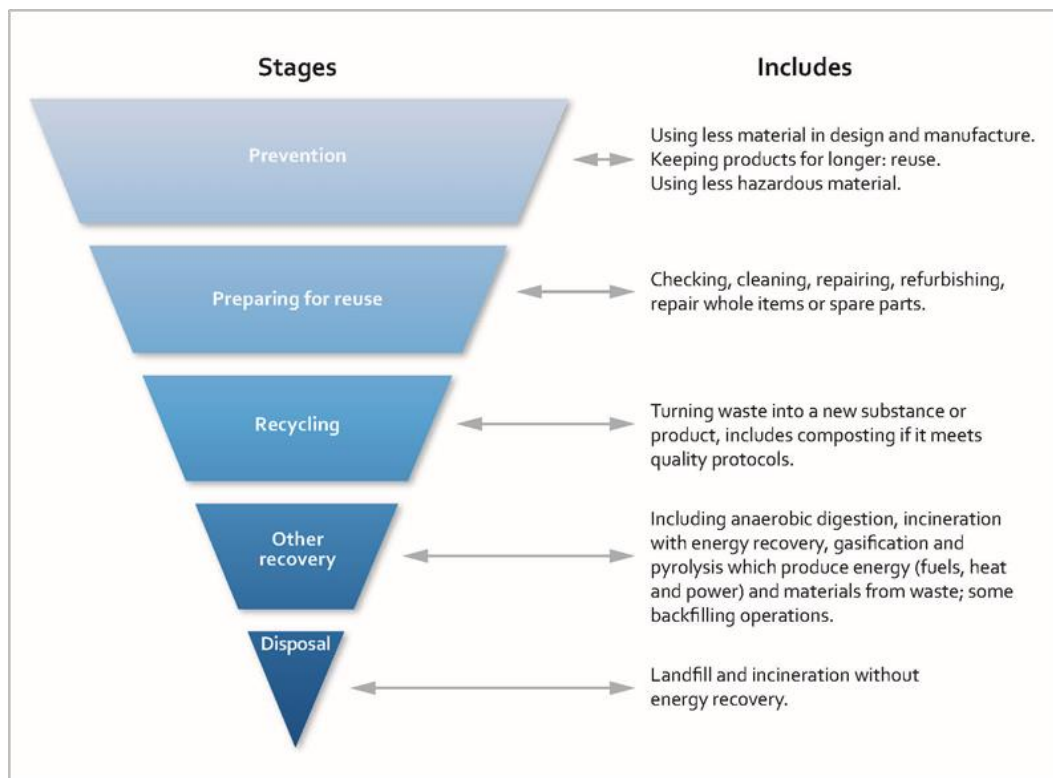 Stages
Includes
Prevention
Using less material in design and manufacture.
Keeping products for longer: reuse.
Using less hazardous material.
Preparing for reuse
Checking, cleaning, repairing, refurbishing,
repair whole items or spare parts.
Recycling
Turning waste into a new substance or
product, includes composting if it meets
quality protocols.
Other
recovery
Including anaerobic digestion, incineration
with energy recovery, gasification and
pyrolysis which produce energy (fuels, heat
and power) and materials from waste; some
backfilling operations.
Disposal
Landfill and incineration without
energy recovery.